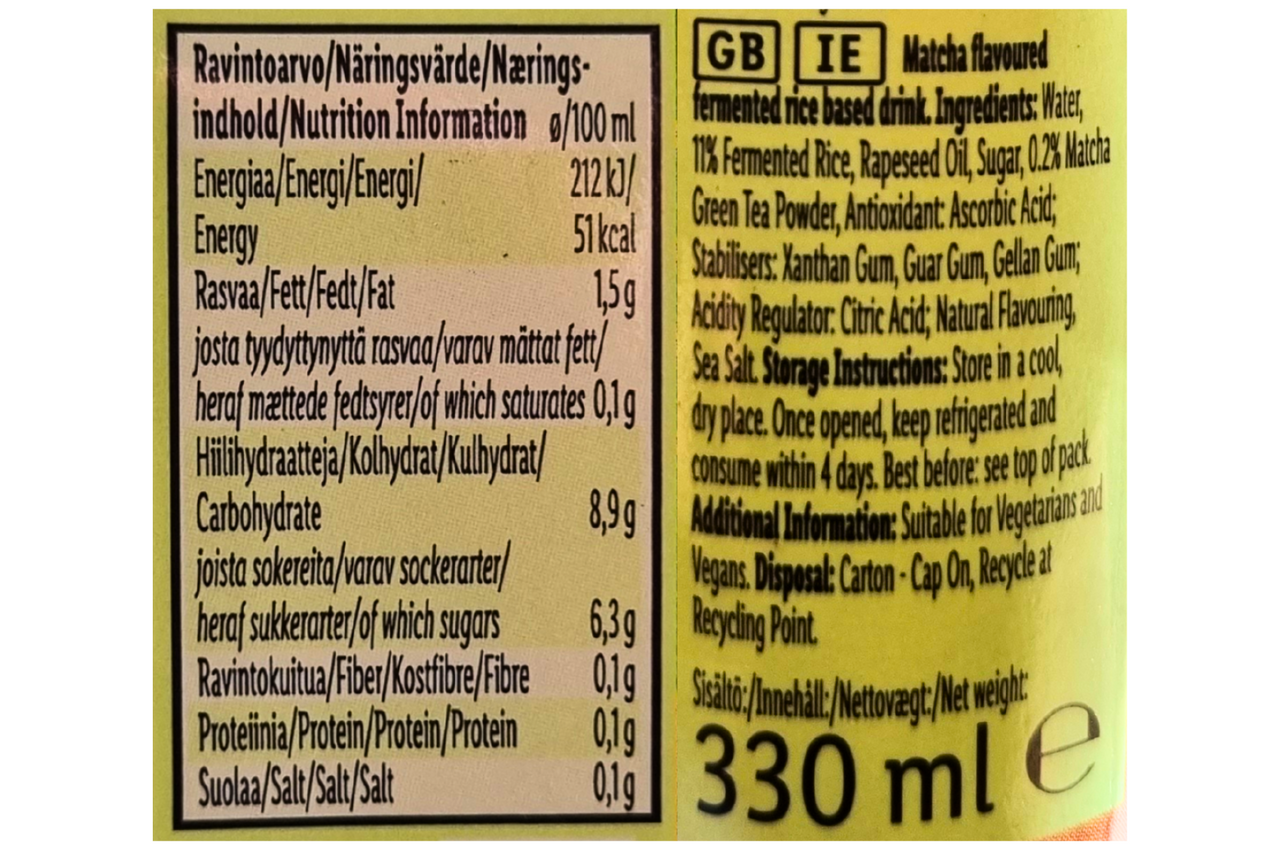 Ravintoarvo/Näringsvärde/Nærings-
indhold/Nutrition Information ø/100 ml
Energiaa/Energi/Energi/ 212 kJ/
Energy 51 kcal
Rasvaa/Fett/Fedt/Fat 1,5 g
josta tyydyttynyttä rasvaa/varav mättat fett/
heraf mættede fedtsyrer/of which saturates 0,1 g
Hiilihydraatteja/Kolhydrat/Kulhydrat/
Carbohydrate 8,9 g
joista sokereita/varav sockerarter/
heraf sukkerarter/of which sugars 6,3 g
Ravintokuitua/Fiber/Kostfibre/Fibre 0,1 g
Proteiinia/Protein/Protein/Protein 0,1 g
Suolaa/Salt/Salt/Salt 0,1 g
GB IE Matcha flavoured
fermented rice based drink. Ingredients: Water,
11% Fermented Rice, Rapeseed Oil, Sugar, 0.2% Matcha
Green Tea Powder, Antioxidant: Ascorbic Acid;
Stabilisers: Xanthan Gum, Guar Gum, Gellan Gum;
Acidity Regulator: Citric Acid; Natural Flavouring,
Sea Salt. Storage Instructions: Store in a cool,
dry place. Once opened, keep refrigerated and
consume within 4 days. Best before: see top of pack.
Additional Information: Suitable for Vegetarians and
Vegans. Disposal: Carton - Cap On, Recycle at
Recycling Point.
Sisältö:/Innehåll:/Nettovægt:/Net weight:
330 ml e